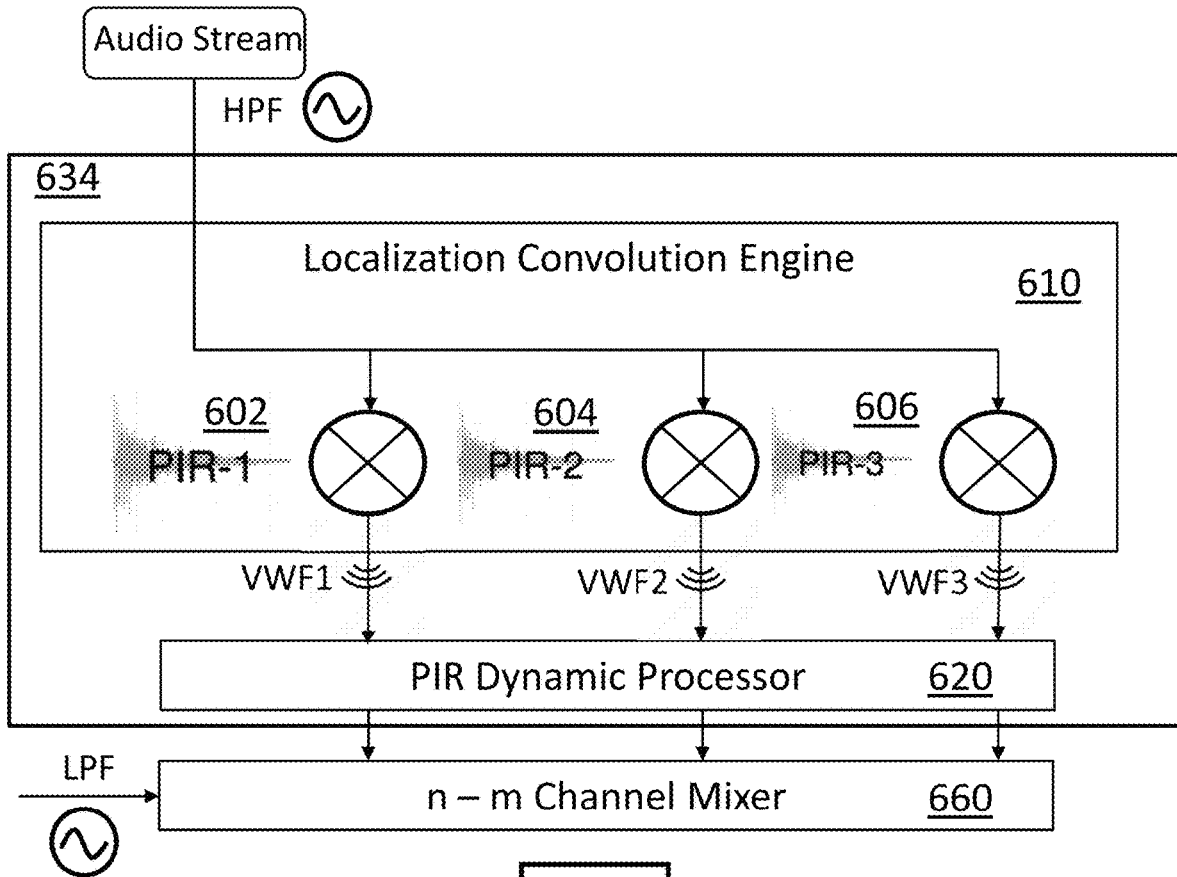 Audio Stream
HPF
634
Localization Convolution Engine
610
602
604
606
PIR-1
PIR-2
PIR-3
VWF1
VWF2
VWF3
PIR Dynamic Processor 620
LPF
n – m Channel Mixer 660